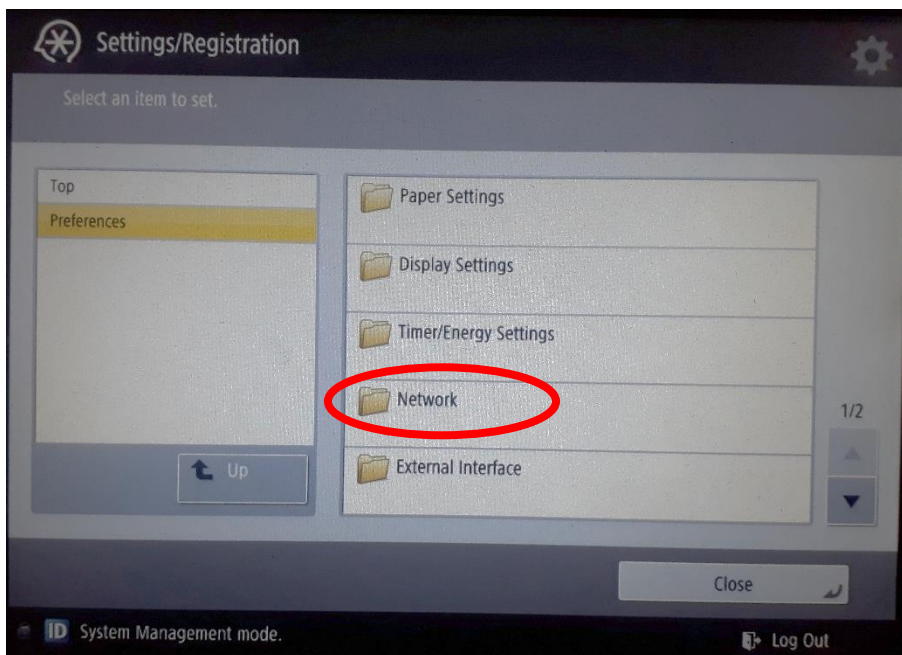 Settings/Registration
Select an item to set.
Top
Preferences
Up
Paper Settings
Display Settings
Timer/Energy Settings
Network
External Interface
1/2
Close
ID System Management mode.
Log Out